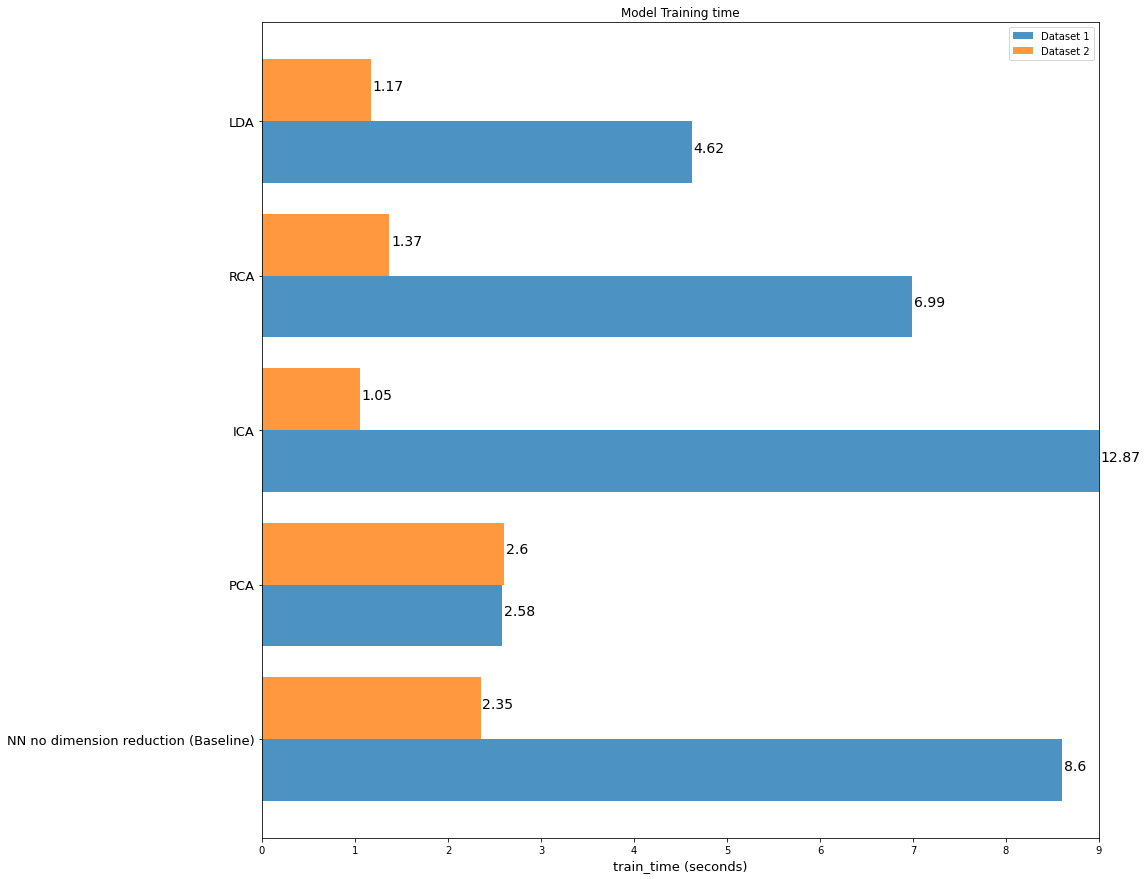 Model Training time
Dataset 1
Dataset 2
1.17
LDA
4.62
1.37
RCA
6.99
1.05
ICA
12.87
2.6
PCA
2.58
2.35
NN no dimension reduction (Baseline)
8.6
0 1 2 3 4 5 6 7 8 9
train_time (seconds)